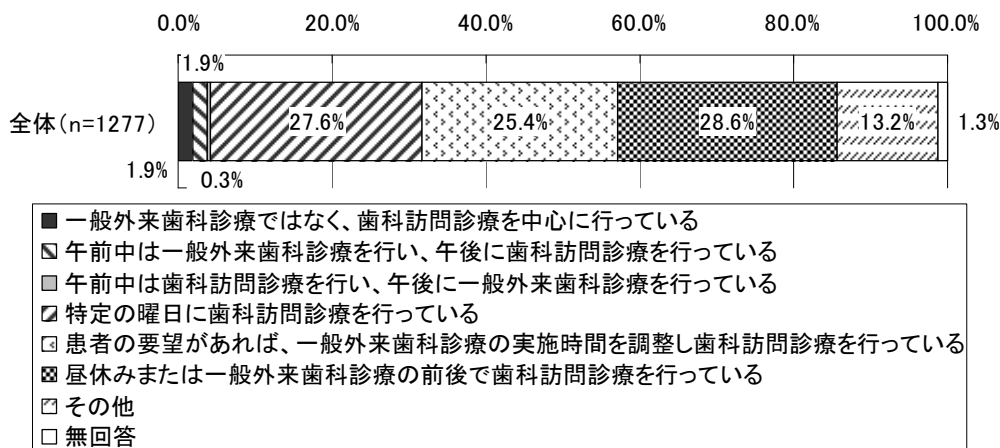 0.0% 20.0% 40.0% 60.0% 80.0% 100.0%
1.9%
全体(n=1277) 27.6% 25.4% 28.6% 13.2% 1.3%
1.9% 0.3%
一般外来歯科診療ではなく、歯科訪問診療を中心に行っている
午前中は一般外来歯科診療を行い、午後に歯科訪問診療を行っている
午前中は歯科訪問診療を行い、午後に一般外来歯科診療を行っている
特定の曜日に歯科訪問診療を行っている
患者の要望があれば、一般外来歯科診療の実施時間を調整し歯科訪問診療を行っている
昼休みまたは一般外来歯科診療の前後で歯科訪問診療を行っている
その他
無回答